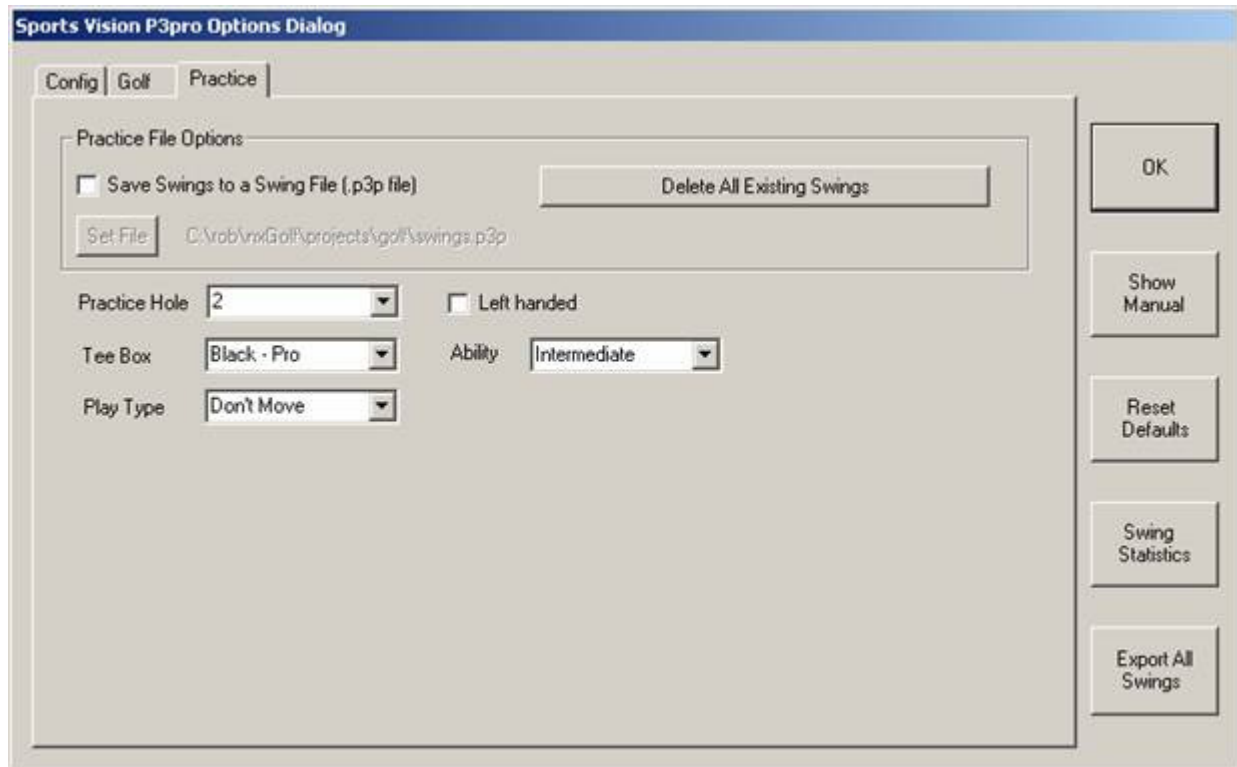 Sports Vision P3pro Options Dialog
Config
Golf
Practice
Practice File Options
Save Swings to a Swing File (.p3p file)
Delete All Existing Swings
Set File
C:\rob\nxGolf\projects\golf\swings.p3p
Practice Hole
2
Left handed
Tee Box
Black - Pro
Ability
Intermediate
Play Type
Don't Move
OK
Show
Manual
Reset
Defaults
Swing
Statistics
Export All
Swings